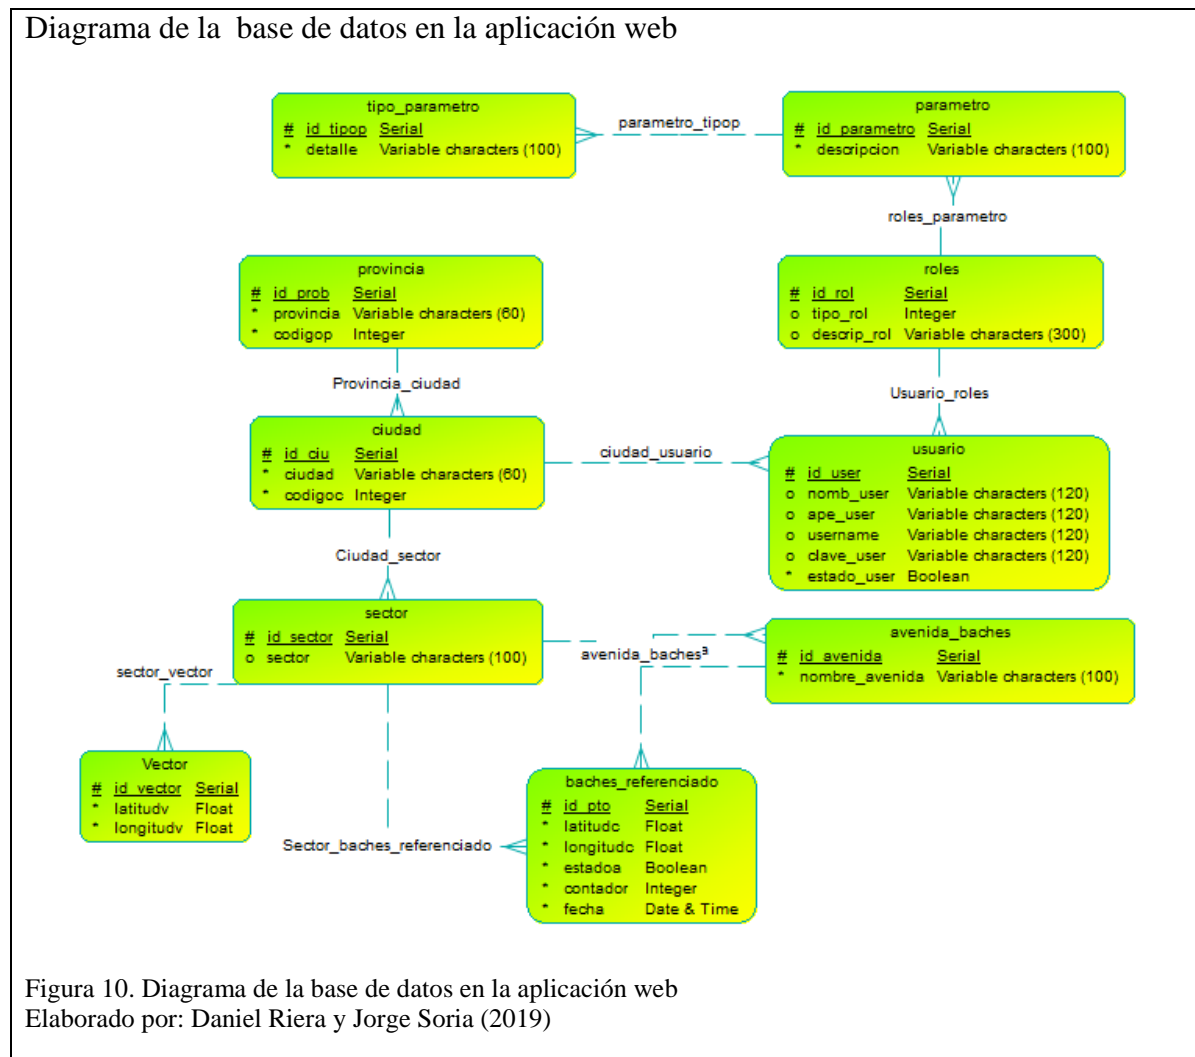 Diagrama de la  base de datos en la aplicación web
tipo_parametro
# id_tipop Serial
* detalle Variable characters (100)
parametro_tipop
parametro
# id_parametro Serial
* descripcion Variable characters (100)
roles_parametro
provincia
# id_prob Serial
* provincia Variable characters (60)
* codigop Integer
roles
# id_rol Serial
o tipo_rol Integer
o descrip_rol Variable characters (300)
Provincia_ciudad
Usuario_roles
ciudad
# id_ciu Serial
* ciudad Variable characters (60)
* codigoc Integer
ciudad_usuario
usuario
# id_user Serial
o nomb_user Variable characters (120)
o ape_user Variable characters (120)
o username Variable characters (120)
o clave_user Variable characters (120)
* estado_user Boolean
Ciudad_sector
sector
# id_sector Serial
o sector Variable characters (100)
avenida_baches³
avenida_baches
# id_avenida Serial
* nombre_avenida Variable characters (100)
sector_vector
Vector
# id_vector Serial
* latitudv Float
* longitudv Float
Sector_baches_referenciado
baches_referenciado
# id_pto Serial
* latitudc Float
* longitudc Float
* estadoa Boolean
* contador Integer
* fecha Date & Time
Figura 10. Diagrama de la base de datos en la aplicación web
Elaborado por: Daniel Riera y Jorge Soria (2019)